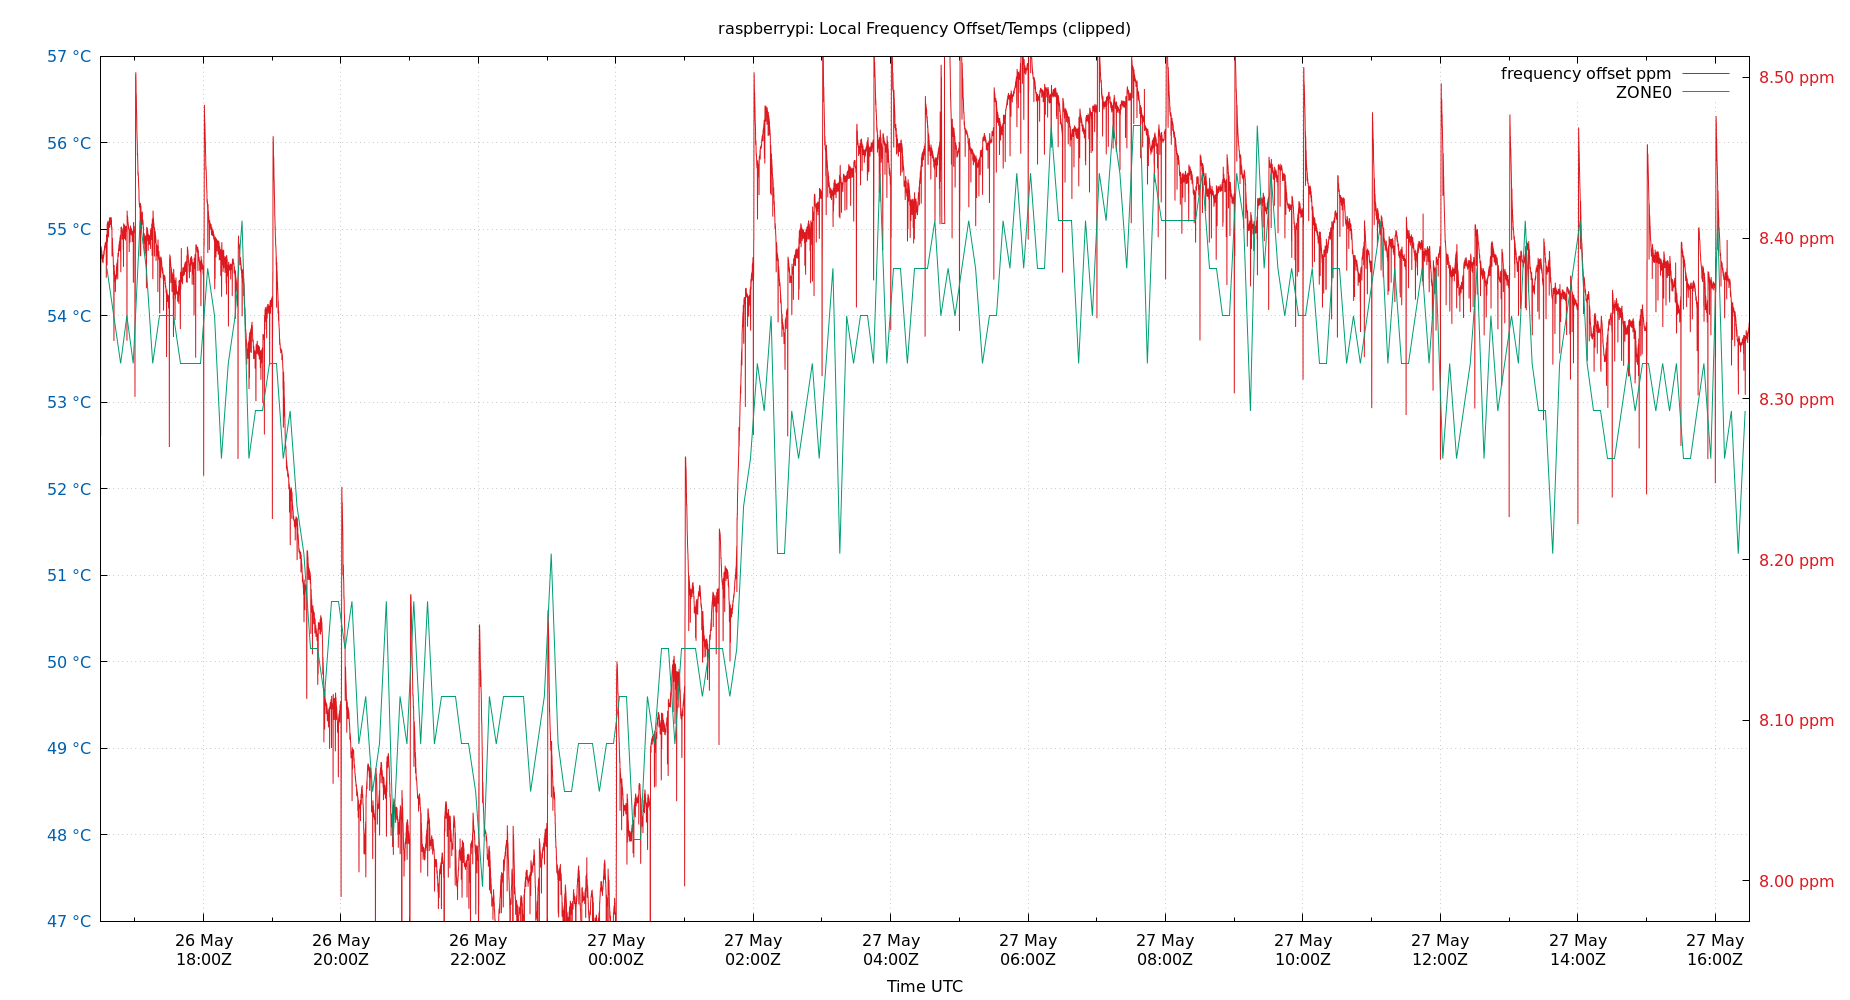 raspberrypi: Local Frequency Offset/Temps (clipped)
57 °C
56 °C
55 °C
54 °C
53 °C
52 °C
51 °C
50 °C
49 °C
48 °C
47 °C
frequency offset ppm
ZONE0
8.50 ppm
8.40 ppm
8.30 ppm
8.20 ppm
8.10 ppm
8.00 ppm
26 May
18:00Z
26 May
20:00Z
26 May
22:00Z
27 May
00:00Z
27 May
02:00Z
27 May
04:00Z
27 May
06:00Z
27 May
08:00Z
27 May
10:00Z
27 May
12:00Z
27 May
14:00Z
27 May
16:00Z
Time UTC